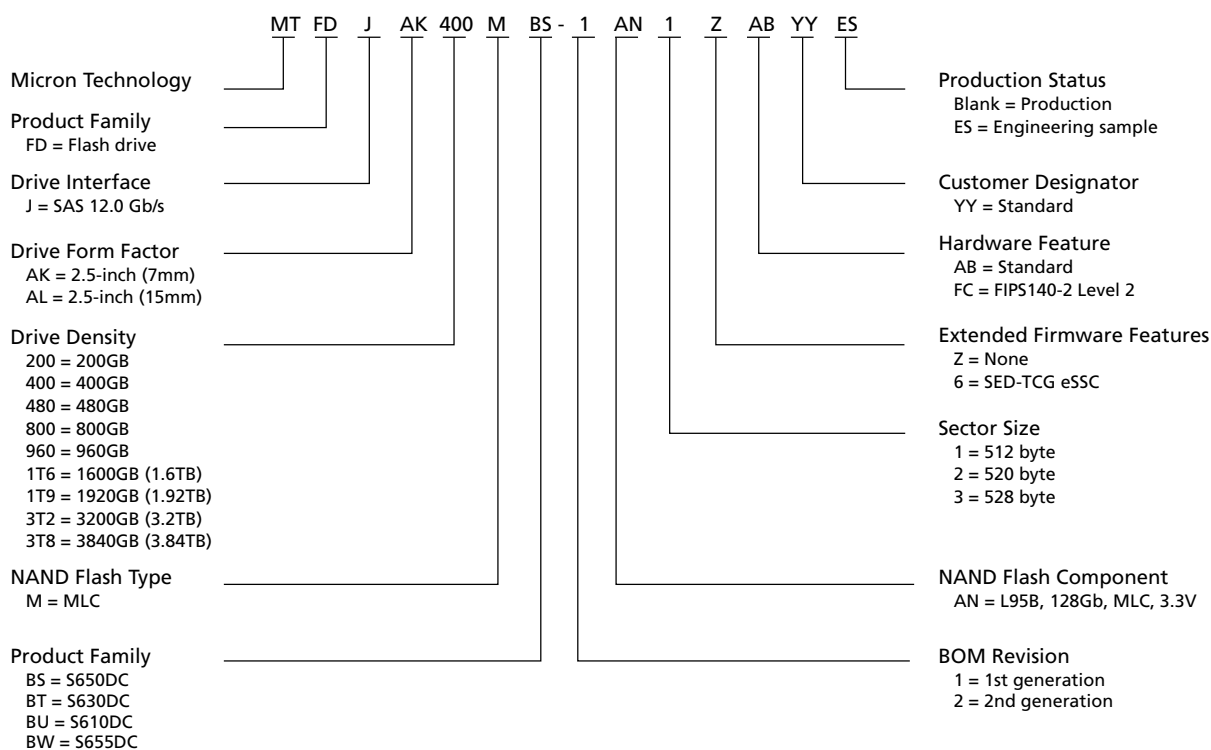 MT FD J AK 400 M BS - 1 AN 1 Z AB YY ES
Micron Technology
Product Family
FD = Flash drive
Drive Interface
J = SAS 12.0 Gb/s
Drive Form Factor
AK = 2.5-inch (7mm)
AL = 2.5-inch (15mm)
Drive Density
200 = 200GB
400 = 400GB
480 = 480GB
800 = 800GB
960 = 960GB
1T6 = 1600GB (1.6TB)
1T9 = 1920GB (1.92TB)
3T2 = 3200GB (3.2TB)
3T8 = 3840GB (3.84TB)
NAND Flash Type
M = MLC
Product Family
BS = S650DC
BT = S630DC
BU = S610DC
BW = S655DC
Production Status
Blank = Production
ES = Engineering sample
Customer Designator
YY = Standard
Hardware Feature
AB = Standard
FC = FIPS140-2 Level 2
Extended Firmware Features
Z = None
6 = SED-TCG eSSC
Sector Size
1 = 512 byte
2 = 520 byte
3 = 528 byte
NAND Flash Component
AN = L95B, 128Gb, MLC, 3.3V
BOM Revision
1 = 1st generation
2 = 2nd generation